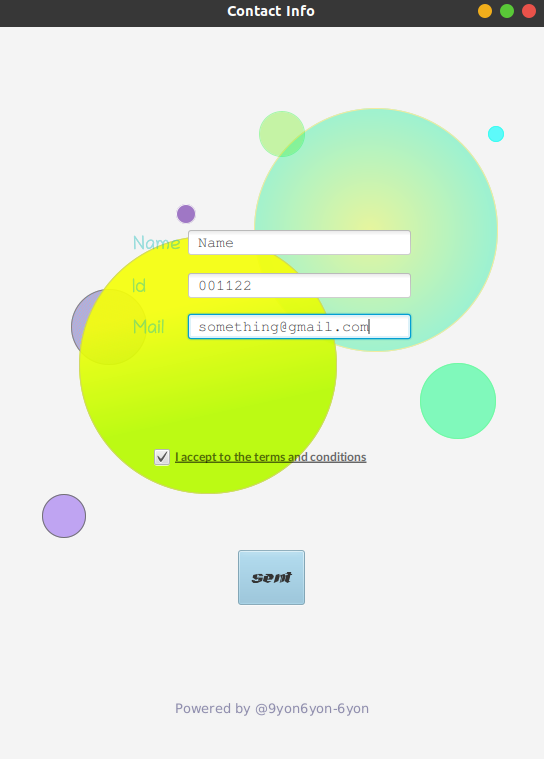 Contact Info
Name Name
Id 001122
Mail something@gmail.com
I accept to the terms and conditions
sent
Powered by @9yon6yon-6yon